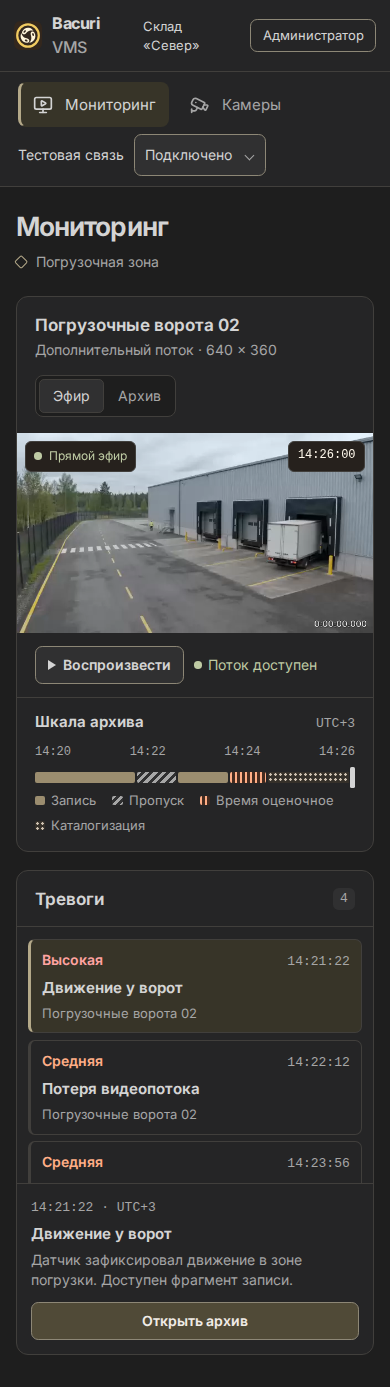 Bacuri
VMS
Склад
«Север»
Администратор
Мониторинг
Камеры
Тестовая связь
Подключено
Мониторинг
Погрузочная зона
Погрузочные ворота 02
Дополнительный поток · 640 × 360
Эфир
Архив
Прямой эфир
14:26:00
0:00:00.000
Воспроизвести
Поток доступен
Шкала архива
UTC+3
14:20
14:22
14:24
14:26
Запись
Пропуск
Время оценочное
Каталогизация
Тревоги
4
Высокая
14:21:22
Движение у ворот
Погрузочные ворота 02
Средняя
14:22:12
Потеря видеопотока
Погрузочные ворота 02
Средняя
14:23:56
14:21:22 · UTC+3
Движение у ворот
Датчик зафиксировал движение в зоне
погрузки. Доступен фрагмент записи.
Открыть архив